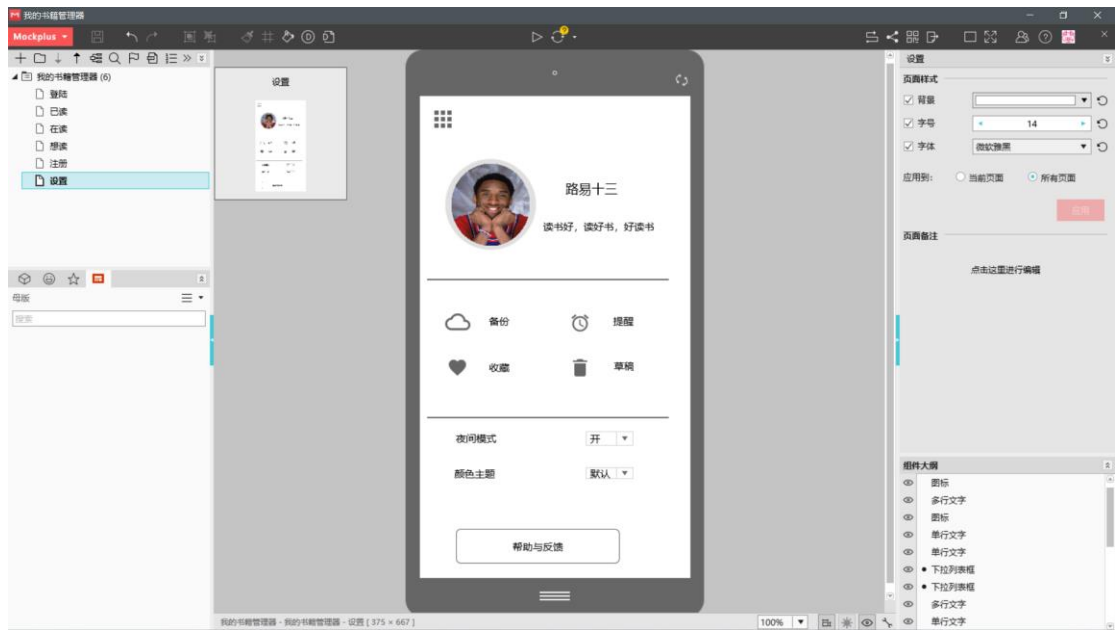 我的书籍管理器
Mockplus
我的书籍管理器 (6)
登陆
已读
在读
想读
注册
设置
母版
搜索
设置
路易十三
读书好，读好书，好读书
备份
提醒
收藏
草稿
夜间模式
开
颜色主题
默认
帮助与反馈
我的书籍管理器 - 我的书籍管理器 - 设置 [ 375 × 667 ]
100%
设置
页面样式
背景
字号
14
字体
微软雅黑
应用到:
当前页面
所有页面
应用
页面备注
点击这里进行编辑
组件大纲
图标
多行文字
图标
单行文字
单行文字
下拉列表框
下拉列表框
多行文字
单行文字